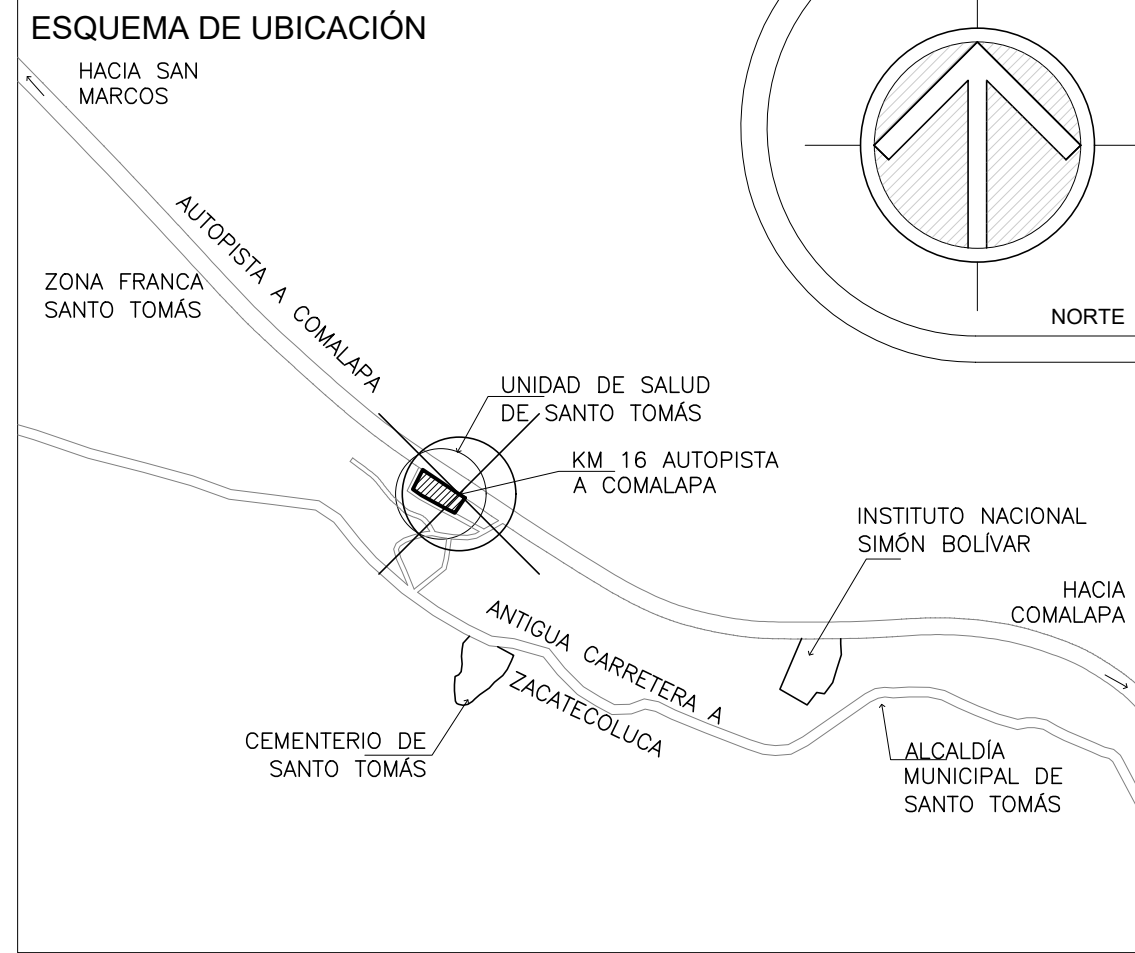 ESQUEMA DE UBICACIÓN
HACIA SAN
MARCOS
AUTOPISTA A COMALAPA
ZONA FRANCA
SANTO TOMÁS
NORTE
UNIDAD DE SALUD
DE SANTO TOMÁS
KM 16 AUTOPISTA
A COMALAPA
INSTITUTO NACIONAL
SIMÓN BOLÍVAR
HACIA
COMALAPA
ANTIGUA CARRETERA A
ZACATECOLUCA
CEMENTERIO DE
SANTO TOMÁS
ALCALDÍA
MUNICIPAL DE
SANTO TOMÁS